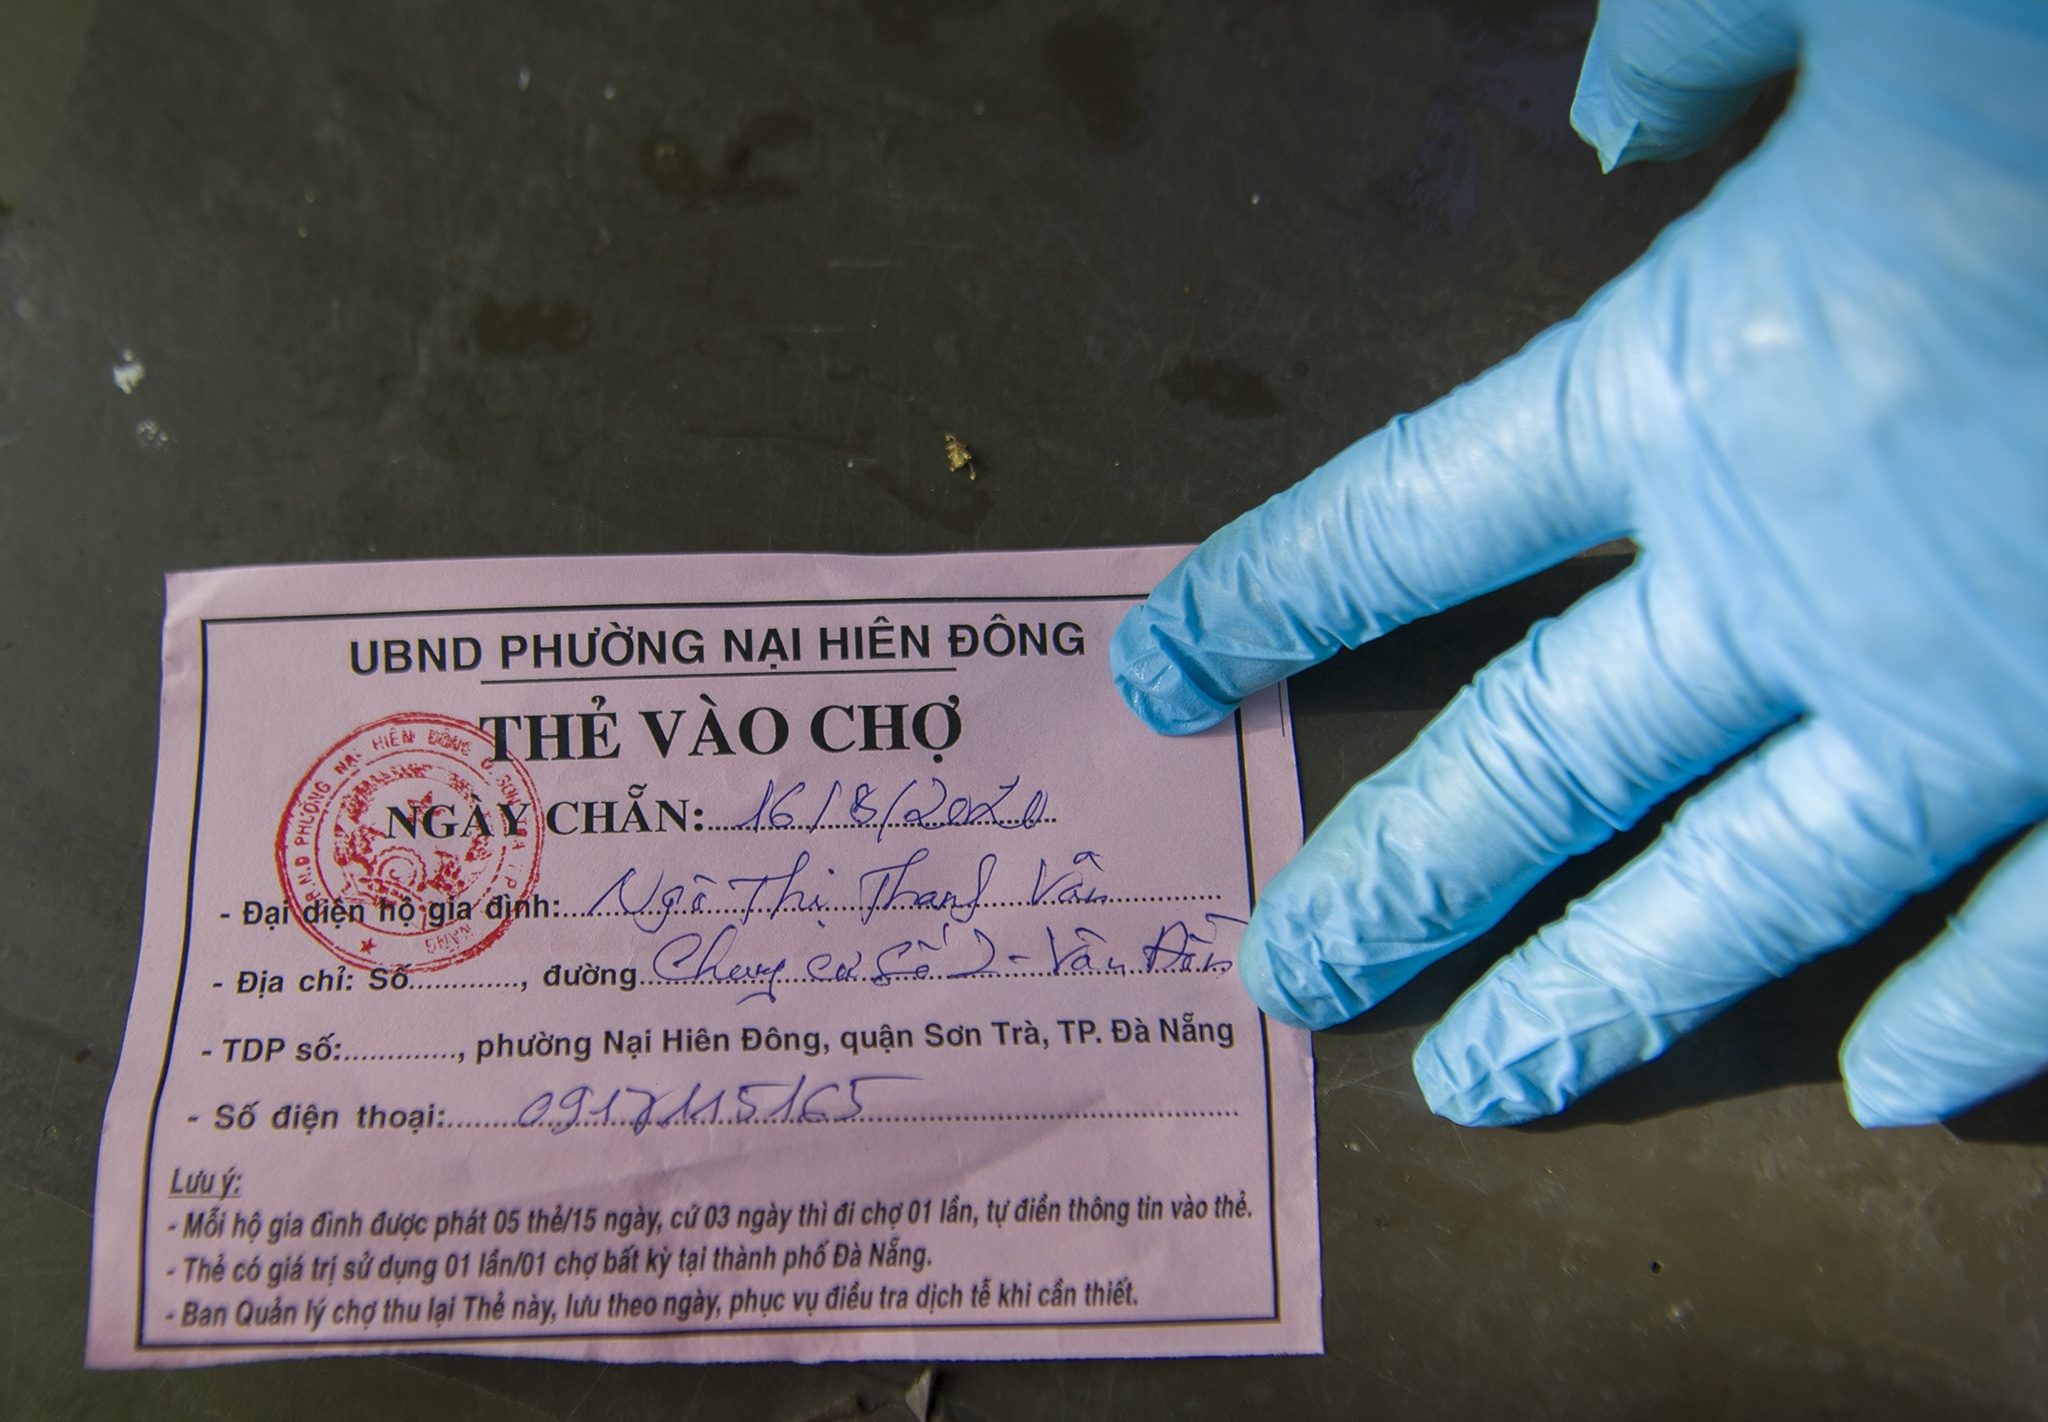 UBND PHƯỜNG NẠI HIÊN ĐÔNG
THẺ VÀO CHỢ
NGÀY CHẴN: 16/8/2020
- Đại diện hộ gia đình: Ngô Thị Thanh Vân
- Địa chỉ: Số............., đường Chung cư số 2 - Vân Đồn
- TDP số:............., phường Nại Hiên Đông, quận Sơn Trà, TP. Đà Nẵng
- Số điện thoại: 0917115165
Lưu ý:
- Mỗi hộ gia đình được phát 05 thẻ/15 ngày, cứ 03 ngày thì đi chợ 01 lần, tự điền thông tin vào thẻ.
- Thẻ có giá trị sử dụng 01 lần/01 chợ bất kỳ tại thành phố Đà Nẵng.
- Ban Quản lý chợ thu lại Thẻ này, lưu theo ngày, phục vụ điều tra dịch tễ khi cần thiết.